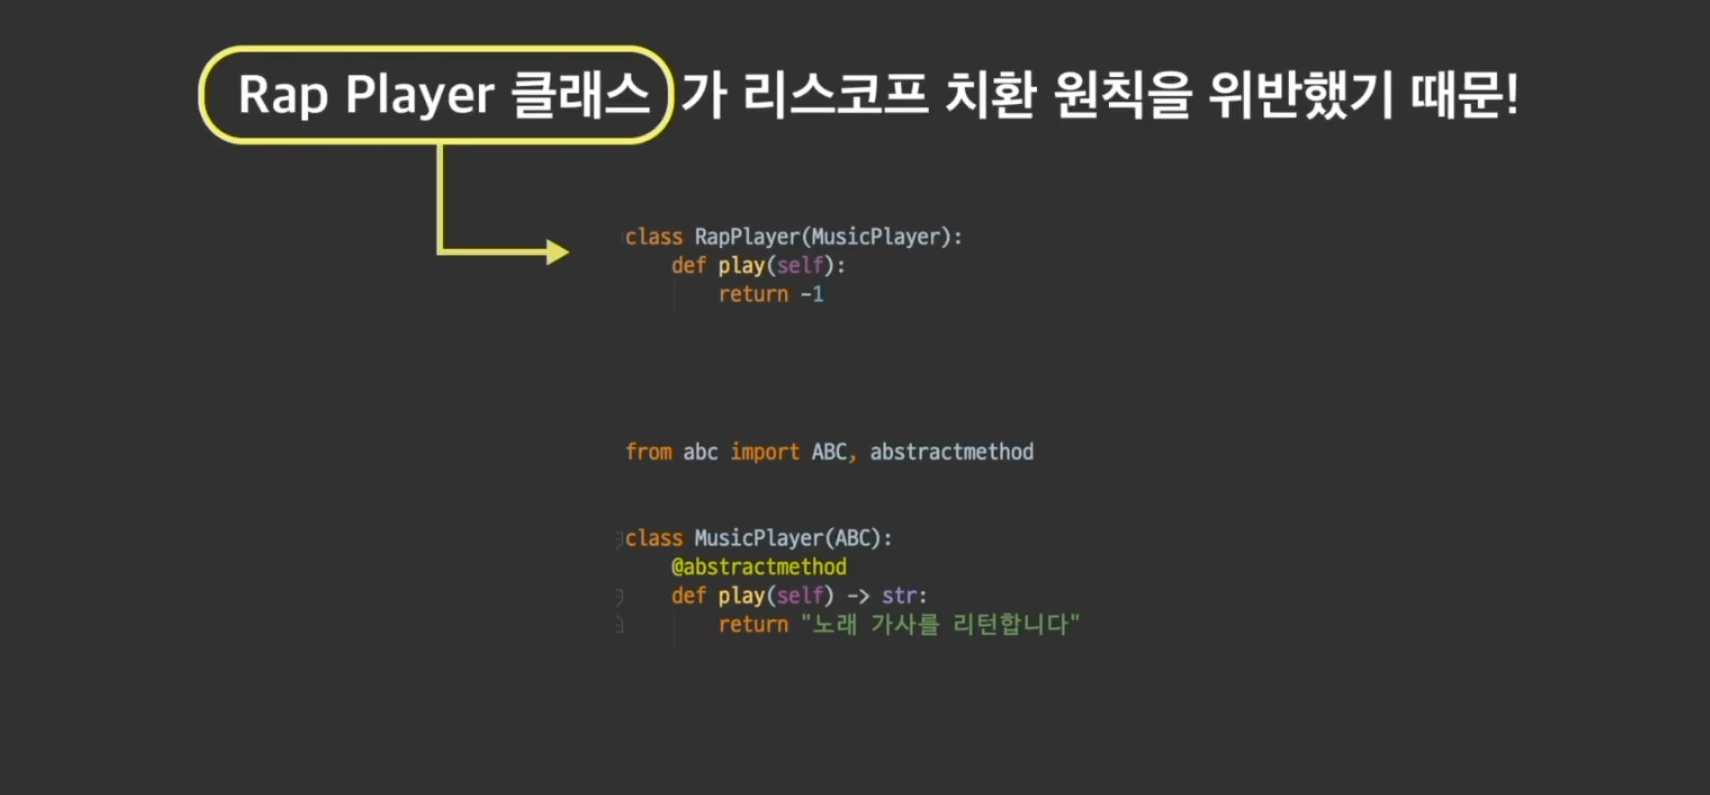 Rap Player 클래스 가 리스코프 치환 원칙을 위반했기 때문!
class RapPlayer(MusicPlayer):
    def play(self):
        return -1
from abc import ABC, abstractmethod
class MusicPlayer(ABC):
    @abstractmethod
    def play(self) -> str:
        return "노래 가사를 리턴합니다"